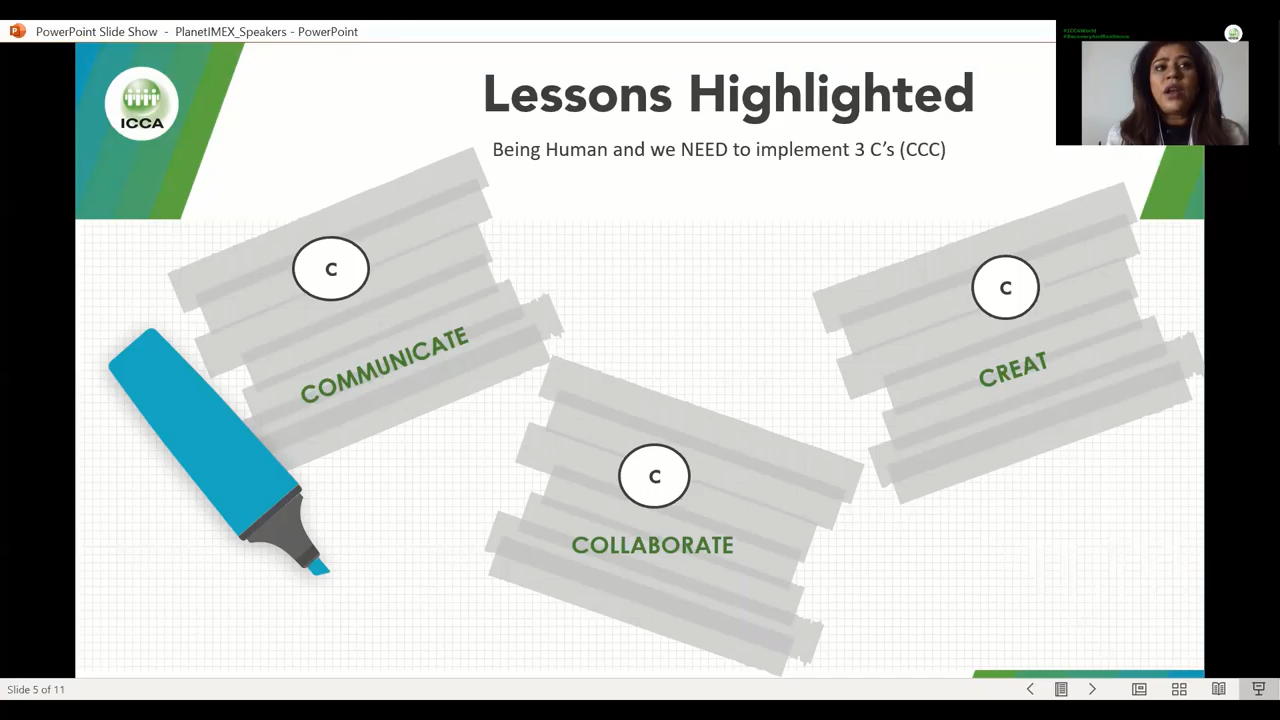 PowerPoint Slide Show - PlanetIMEX_Speakers - PowerPoint
#ICCAWorld
ICCA
Lessons Highlighted
Being Human and we NEED to implement 3 C’s (CCC)
C
COMMUNICATE
C
COLLABORATE
C
CREAT
Slide 5 of 11